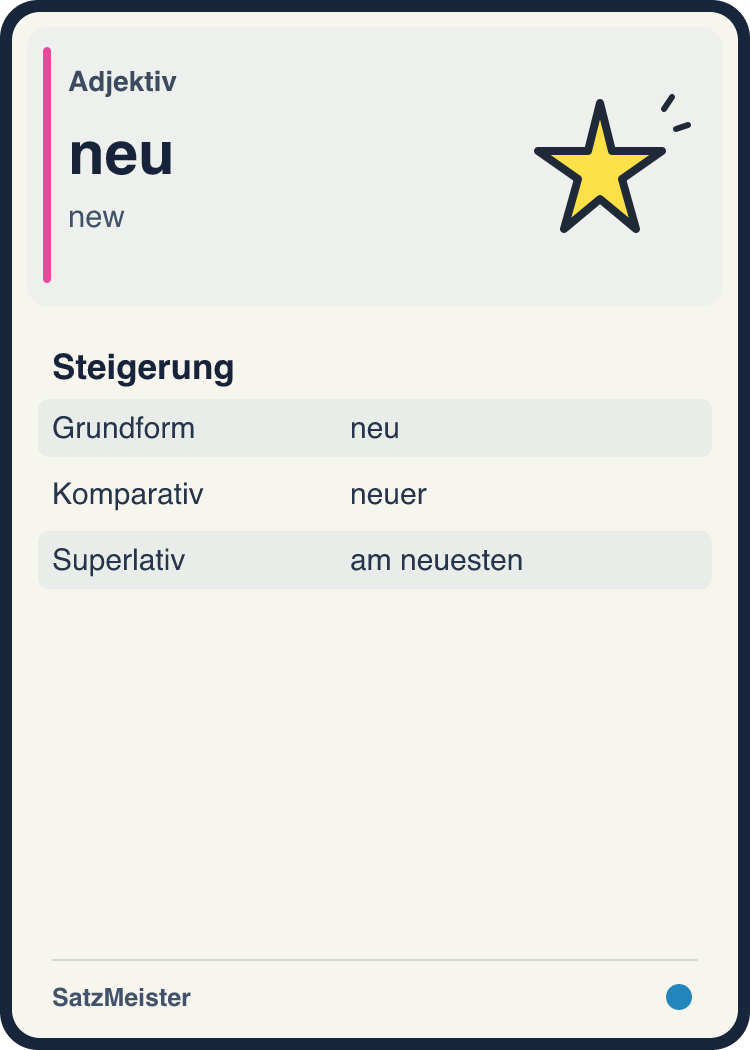 Adjektiv
neu
new
Steigerung
Grundform neu
Komparativ neuer
Superlativ am neuesten
SatzMeister